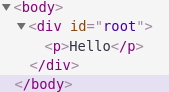 <body>
<div id="root">
<p>Hello</p>
</div>
</body>